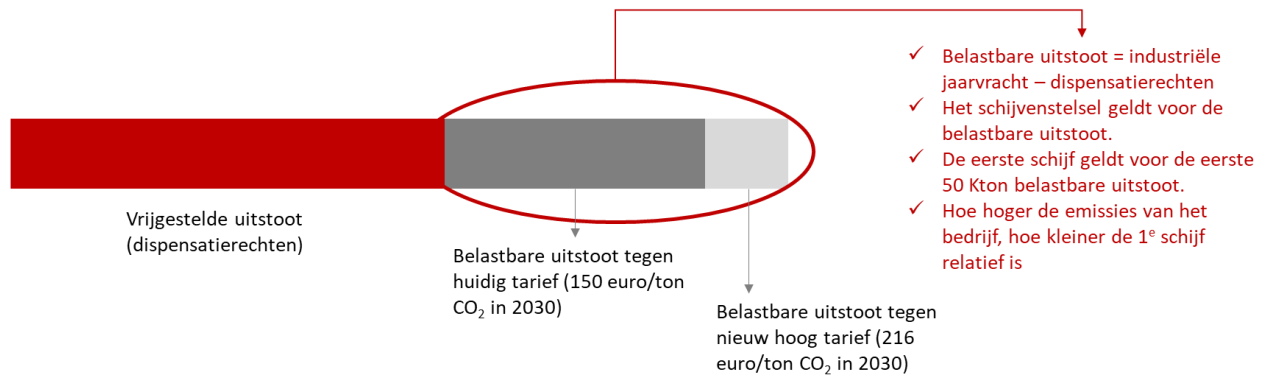 Vrijgestelde uitstoot
(dispensatierechten)
Belastbare uitstoot tegen
huidig tarief (150 euro/ton
CO₂ in 2030)
Belastbare uitstoot tegen
nieuw hoog tarief (216
euro/ton CO₂ in 2030)
✓ Belastbare uitstoot = industriële
jaarvracht – dispensatierechten
✓ Het schijvenstelsel geldt voor de
belastbare uitstoot.
✓ De eerste schijf geldt voor de eerste
50 Kton belastbare uitstoot.
✓ Hoe hoger de emissies van het
bedrijf, hoe kleiner de 1ᵉ schijf
relatief is